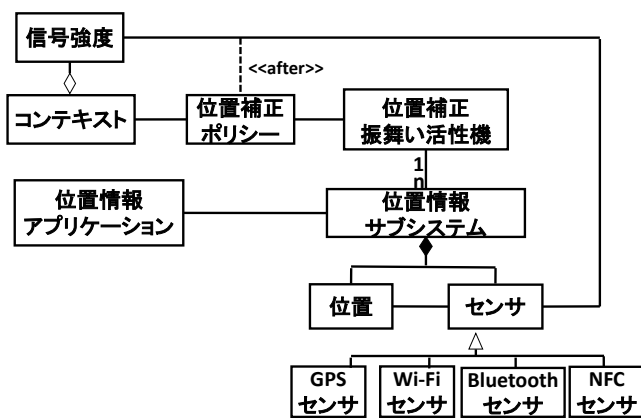 信号強度
<<after>>
コンテキスト
位置補正
ポリシー
位置補正
振舞い活性機
1
n
位置情報
アプリケーション
位置情報
サブシステム
位置
センサ
GPS
センサ
Wi-Fi
センサ
Bluetooth
センサ
NFC
センサ